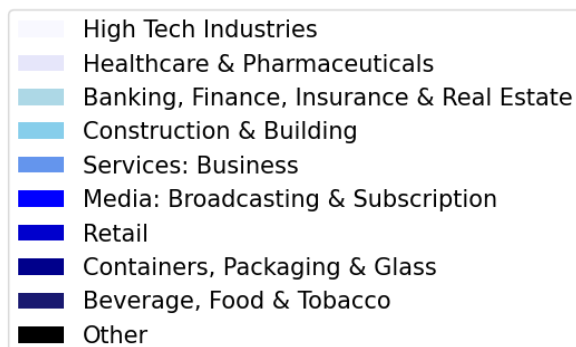 High Tech Industries
Healthcare & Pharmaceuticals
Banking, Finance, Insurance & Real Estate
Construction & Building
Services: Business
Media: Broadcasting & Subscription
Retail
Containers, Packaging & Glass
Beverage, Food & Tobacco
Other